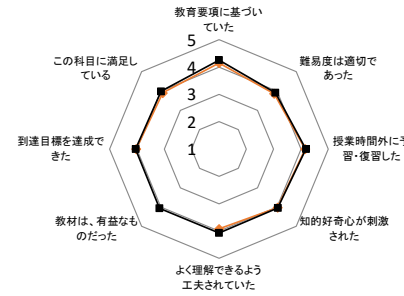 教育要項に基づい
ていた
難易度は適切で
あった
授業時間外に予
習・復習した
知的好奇心が刺激
された
よく理解できるよう
工夫されていた
教材は、有益なも
のだった
到達目標を達成で
きた
この科目に満足し
ている
5
4
3
2
1